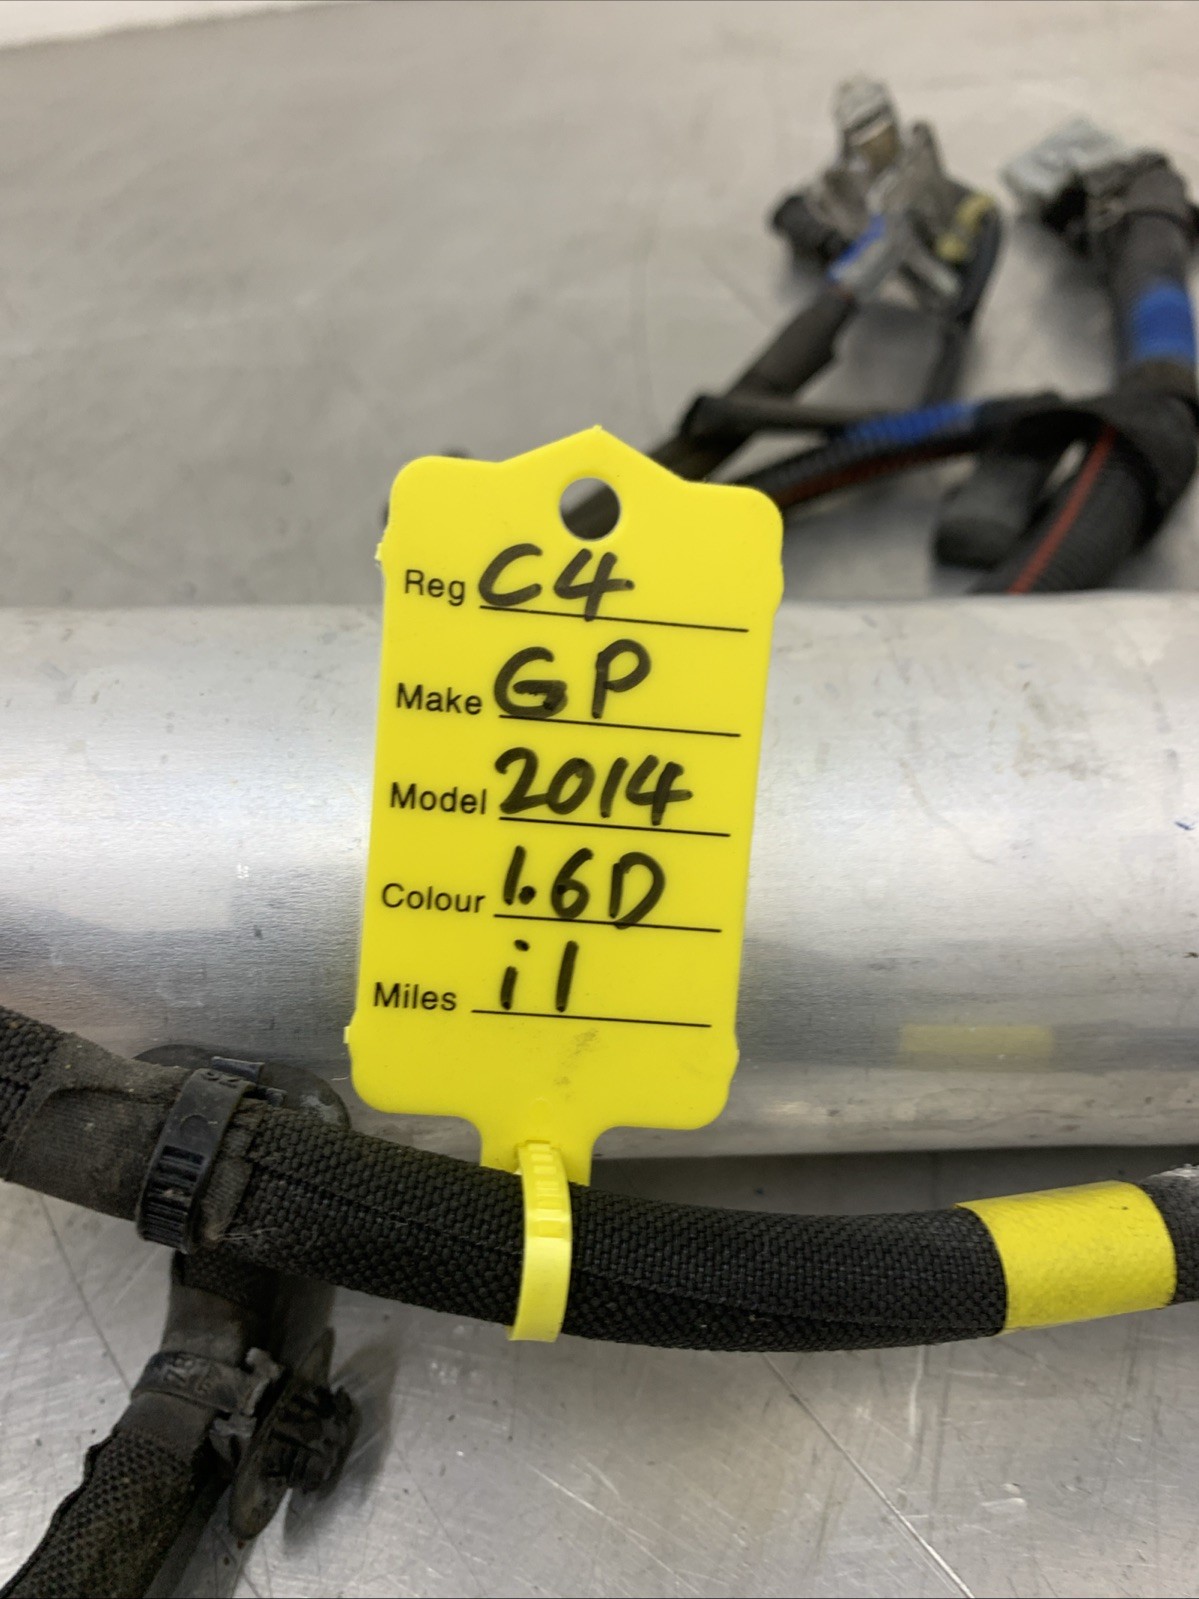 Reg C4
Make GP
Model 2014
Colour 1.6D
Miles i1